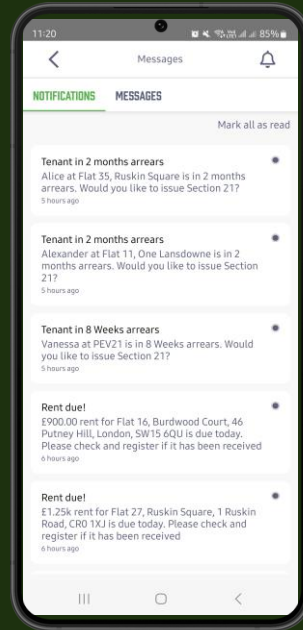 11:20
85%
Messages
NOTIFICATIONS
MESSAGES
Mark all as read
Tenant in 2 months arrears
Alice at Flat 35, Ruskin Square is in 2 months
arrears. Would you like to issue Section 21?
5 hours ago
Tenant in 2 months arrears
Alexander at Flat 11, One Lansdowne is in 2
months arrears. Would you like to issue Section
21?
5 hours ago
Tenant in 8 Weeks arrears
Vanessa at PEV21 is in 8 Weeks arrears. Would
you like to issue Section 21?
5 hours ago
Rent due!
£900.00 rent for Flat 16, Burdwood Court, 46
Putney Hill, London, SW15 6QU is due today.
Please check and register if it has been received
6 hours ago
Rent due!
£1.25k rent for Flat 27, Ruskin Square, 1 Ruskin
Road, CR0 1XJ is due today. Please check and
register if it has been received
6 hours ago